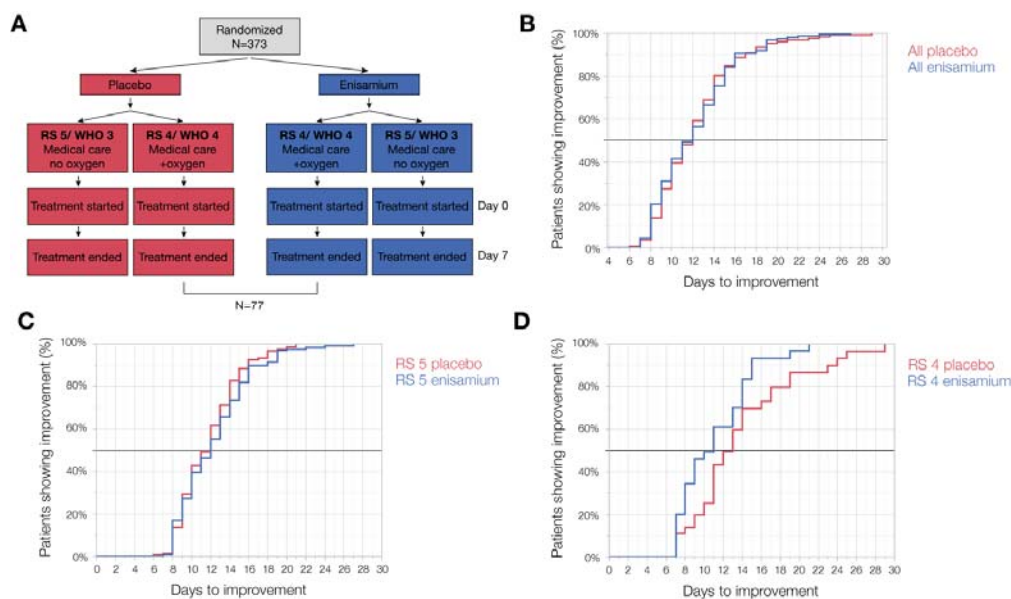 A
Randomized
N=373
Placebo
Enisamium
RS 5/ WHO 3
Medical care
no oxygen
RS 4/ WHO 4
Medical care
+oxygen
RS 4/ WHO 4
Medical care
+oxygen
RS 5/ WHO 3
Medical care
no oxygen
Treatment started
Treatment started
Treatment started
Treatment started
Day 0
Treatment ended
Treatment ended
Treatment ended
Treatment ended
Day 7
N=77
B
Patients showing improvement (%)
100%
80%
60%
40%
20%
0%
4 6 8 10 12 14 16 18 20 22 24 26 28 30
Days to improvement
All placebo
All enisamium
C
Patients showing improvement (%)
100%
80%
60%
40%
20%
0%
0 2 4 6 8 10 12 14 16 18 20 22 24 26 28 30
Days to improvement
RS 5 placebo
RS 5 enisamium
D
Patients showing improvement (%)
100%
80%
60%
40%
20%
0%
0 2 4 6 8 10 12 14 16 18 20 22 24 26 28 30
Days to improvement
RS 4 placebo
RS 4 enisamium